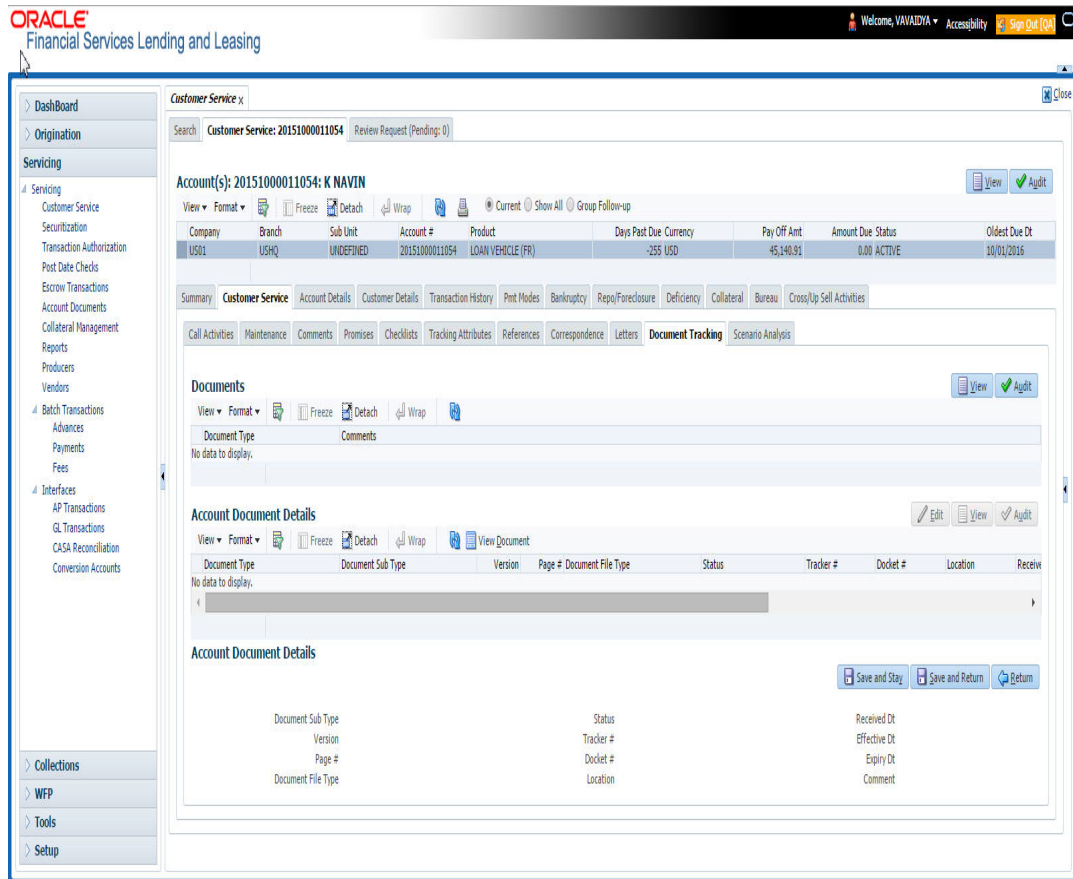 ORACLE
Financial Services Lending and Leasing
Welcome, VAVAIDYA Accessibility Sign Out [QA]
Close
DashBoard
Origination
Servicing
Servicing
Customer Service
Securitization
Transaction Authorization
Post Date Checks
Escrow Transactions
Account Documents
Collateral Management
Reports
Producers
Vendors
Batch Transactions
Advances
Payments
Fees
Interfaces
AP Transactions
GL Transactions
CASA Reconciliation
Conversion Accounts
Collections
WFP
Tools
Setup
Customer Service x
Search Customer Service: 20151000011054 Review Request (Pending: 0)
Account(s): 20151000011054: K NAVIN
View Audit
View Format Freeze Detach Wrap Current Show All Group Follow-up
Company Branch Sub Unit Account # Product Days Past Due Currency Pay Off Amt Amount Due Status Oldest Due Dt
US01 USHQ UNDEFINED 20151000011054 LOAN VEHICLE (FR) -255 USD 45,140.91 0.00 ACTIVE 10/01/2016
Summary Customer Service Account Details Customer Details Transaction History Pmt Modes Bankruptcy Repo/Foreclosure Deficiency Collateral Bureau Cross/Up Sell Activities
Call Activities Maintenance Comments Promises Checklists Tracking Attributes References Correspondence Letters Document Tracking Scenario Analysis
Documents
View Audit
View Format Freeze Detach Wrap
Document Type Comments
No data to display.
Account Document Details
Edit View Audit
View Format Freeze Detach Wrap View Document
Document Type Document Sub Type Version Page # Document File Type Status Tracker # Docket # Location Receive
No data to display.
Account Document Details
Save and Stay Save and Return Return
Document Sub Type Status Received Dt
Version Tracker # Effective Dt
Page # Docket # Expiry Dt
Document File Type Location Comment